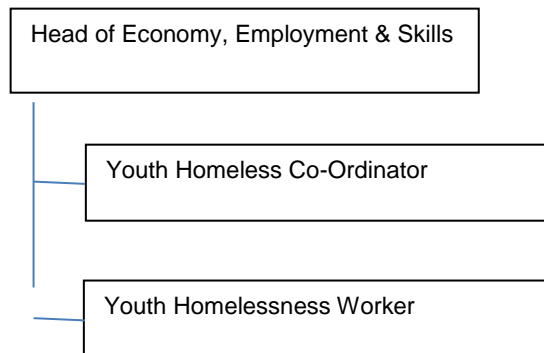 Head of Economy, Employment & Skills
Youth Homeless Co-Ordinator
Youth Homelessness Worker